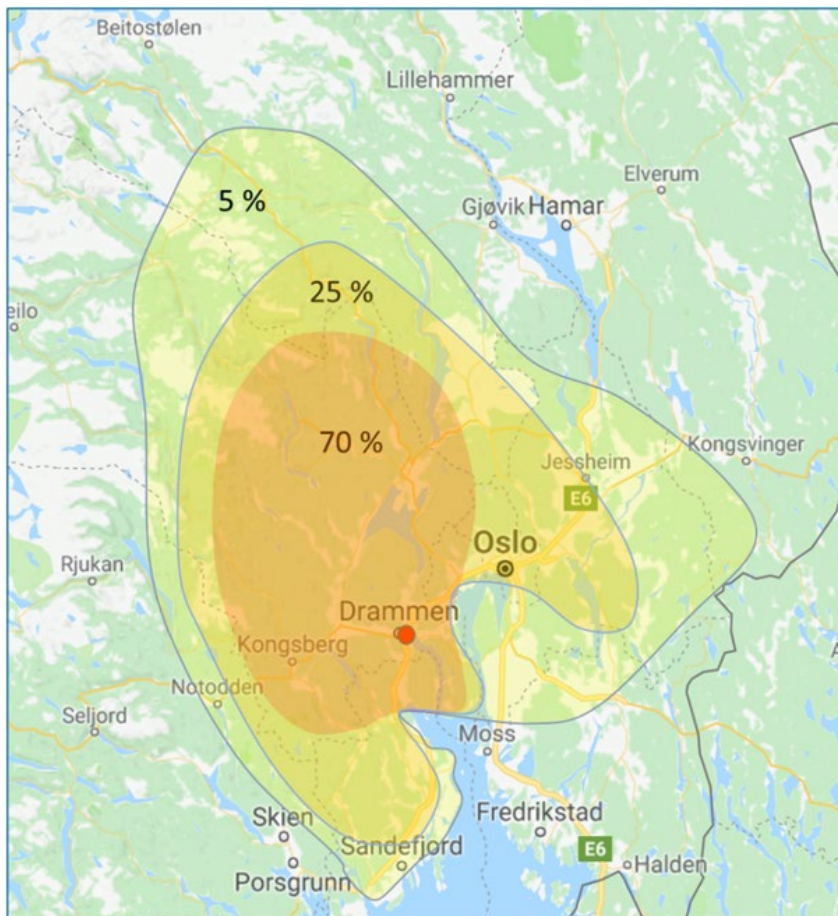 Beitostølen
Lillehammer
Elverum
5 %
Gjøvik
Hamar
25 %
eilo
70 %
Kongsvinger
Jessheim
E6
Oslo
Rjukan
Drammen
Kongsberg
Notodden
Seljord
Moss
Skien
Fredrikstad
Sandefjord
E6
Halden
Porsgrunn